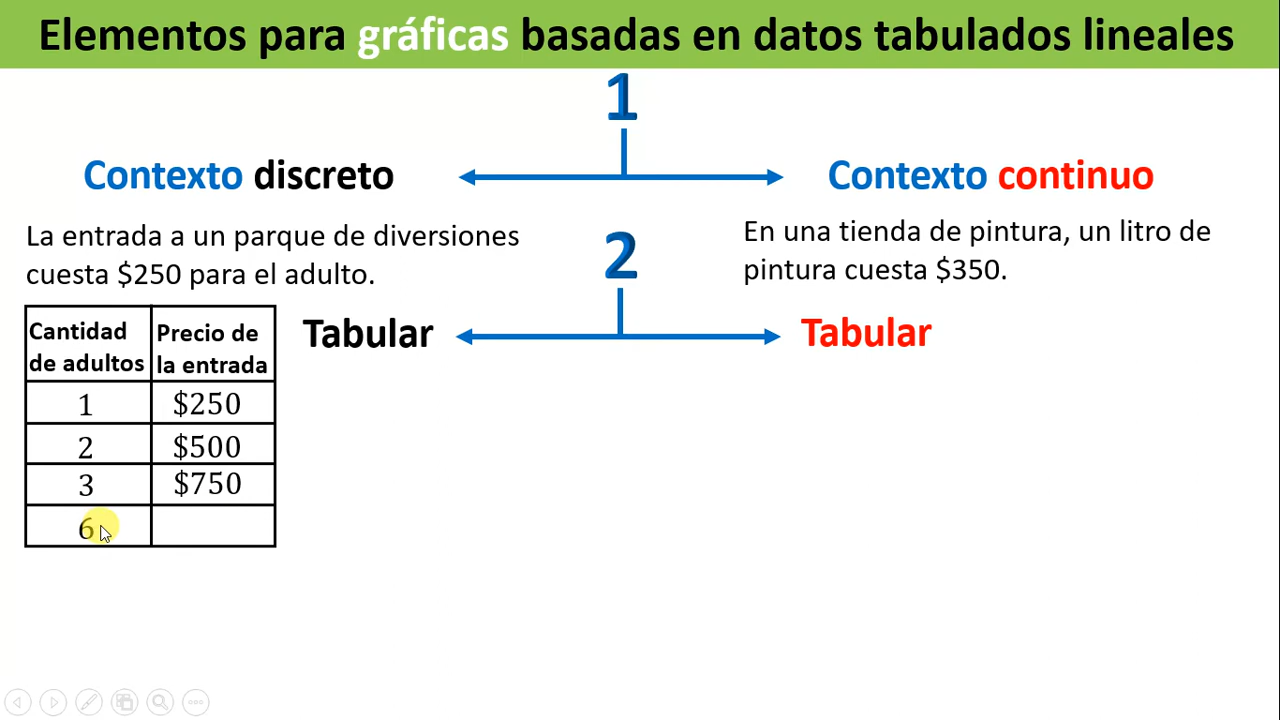 Elementos para gráficas basadas en datos tabulados lineales
1
Contexto discreto
Contexto continuo
La entrada a un parque de diversiones
cuesta $250 para el adulto.
2
En una tienda de pintura, un litro de
pintura cuesta $350.
Tabular
Tabular
Cantidad
de adultos
Precio de
la entrada
1 $250
2 $500
3 $750
6